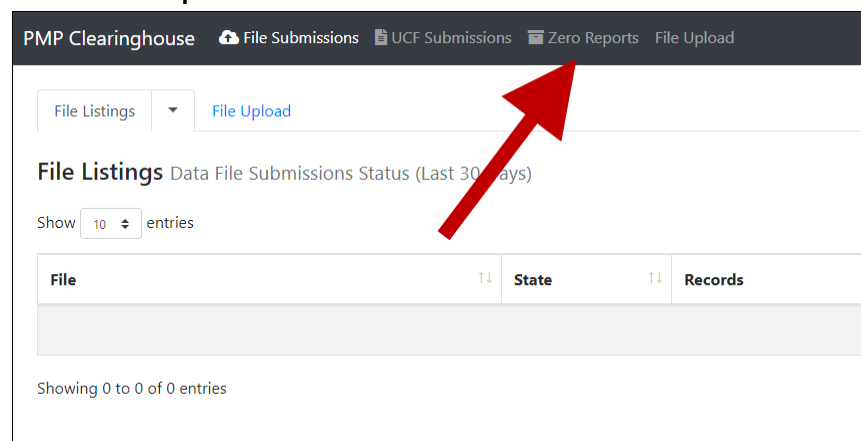 PMP Clearinghouse File Submissions UCF Submissions Zero Reports File Upload
File Listings File Upload
File Listings Data File Submissions Status (Last 30 Days)
Show 10 entries
File State Records
Showing 0 to 0 of 0 entries